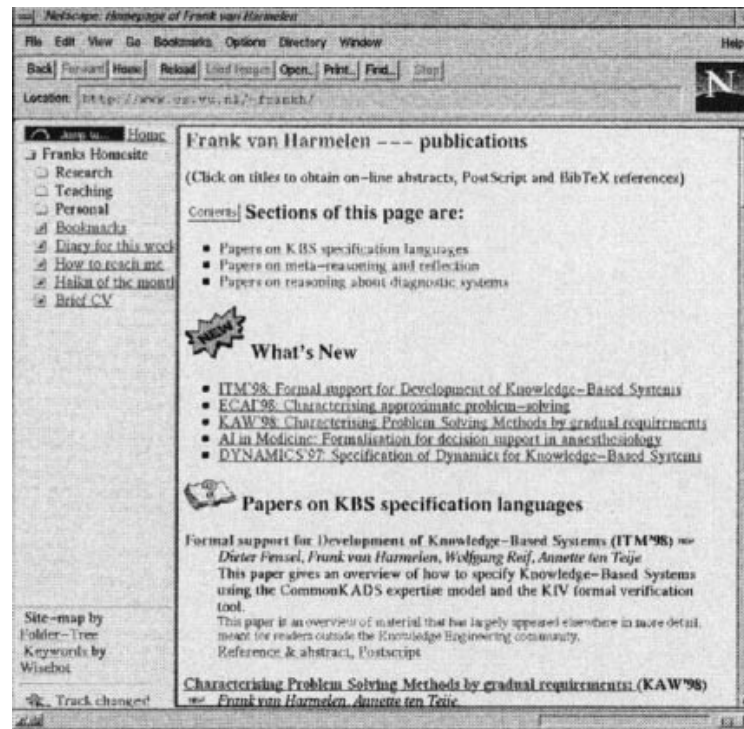 Netscape: Homepage of Frank van Harmelen
File Edit View Go Bookmarks Options Directory Window Help
Back Forward Home Reload Load Images Open... Print... Find... Stop
N
Location: http://www.cs.vu.nl/~frankh/
Jump to... Home
Franks Homesite
Research
Teaching
Personal
Bookmarks
Diary for this week
How to reach me
Haiku of the mont
Brief CV
Site-map by
Folder-Tree
Keywords by
Wisebot
Track changes!
Frank van Harmelen --- publications
(Click on titles to obtain on-line abstracts, PostScript and BibTeX references)
Contents Sections of this page are:
Papers on KBS specification languages
Papers on meta-reasoning and reflection
Papers on reasoning about diagnostic systems
NEW What's New
ITM'98: Formal support for Development of Knowledge-Based Systems
ECAI'98: Characterising approximate problem-solving
KAW'98: Characterising Problem Solving Methods by gradual requirements
AI in Medicine: Formalisation for decision support in anaesthesiology
DYNAMICS'97: Specification of Dynamics for Knowledge-Based Systems
Papers on KBS specification languages
Formal support for Development of Knowledge-Based Systems (ITM'98)
Dieter Fensel, Frank van Harmelen, Wolfgang Reif, Annette ten Teije
This paper gives an overview of how to specify Knowledge-Based Systems
using the CommonKADS expertise model and the KIV formal verification
tool.
This paper is an overview of material that has largely appeared elsewhere in more detail,
meant for readers outside the Knowledge Engineering community.
Reference & abstract, Postscript
Characterising Problem Solving Methods by gradual requirements: (KAW'98)
Frank van Harmelen, Annette ten Teije